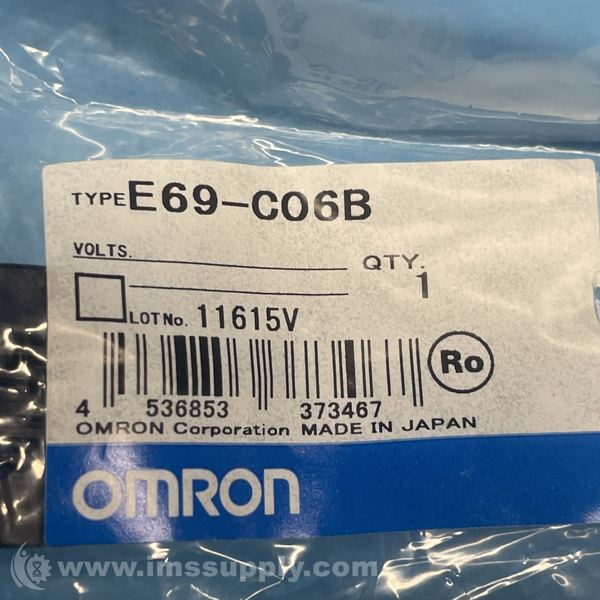 TYPE E69-C06B
VOLTS.
QTY.
1
LOT No. 11615V
Ro
4 536853 373467
OMRON Corporation MADE IN JAPAN
OMRON
www.imssupply.com